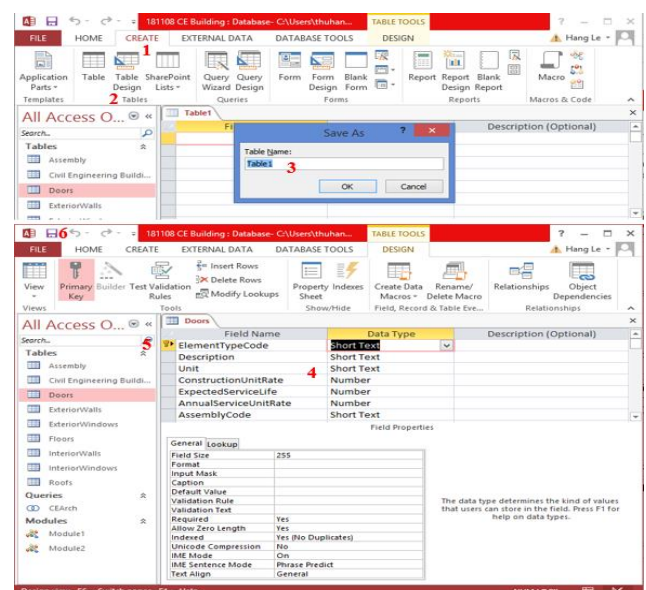 181108 CE Building : Database- C:\Users\thuhan... TABLE TOOLS
FILE HOME CREATE EXTERNAL DATA DATABASE TOOLS DESIGN Hang Le
1
Application Parts Table Table Design SharePoint Lists Query Wizard Query Design Form Form Design Blank Form Report Report Design Blank Report Macro
Templates 2 Tables Queries Forms Reports Macros & Code
All Access O... Table1
Search..
Tables
Assembly
Civil Engineering Buildi...
Doors
ExteriorWalls
Description (Optional)
Save As
Table Name:
Table1
3
OK Cancel
6 181108 CE Building : Database- C:\Users\thuhan... TABLE TOOLS
FILE HOME CREATE EXTERNAL DATA DATABASE TOOLS DESIGN Hang Le
View Primary Key Builder Test Validation Rules Insert Rows
Delete Rows
Modify Lookups
Property Sheet Indexes Create Data Macros Rename/ Delete Macro Relationships Object Dependencies
Views Tools Show/Hide Field, Record & Table Eve... Relationships
All Access O... Doors
Search..
5
Tables
Assembly
Civil Engineering Buildi...
Doors
ExteriorWalls
ExteriorWindows
Floors
InteriorWalls
InteriorWindows
Roofs
Queries
CEArch
Modules
Module1
Module2
Field Name Data Type Description (Optional)
ElementTypeCode Short Text
Description Short Text
Unit Short Text
4
ConstructionUnitRate Number
ExpectedServiceLife Number
AnnualServiceUnitRate Number
AssemblyCode Short Text
Field Properties
General Lookup
Field Size 255
Format
Input Mask
Caption
Default Value
Validation Rule
Validation Text
Required Yes
Allow Zero Length Yes
Indexed Yes (No Duplicates)
Unicode Compression No
IME Mode On
IME Sentence Mode Phrase Predict
Text Align General
The data type determines the kind of values
that users can store in the field. Press F1 for
help on data types.